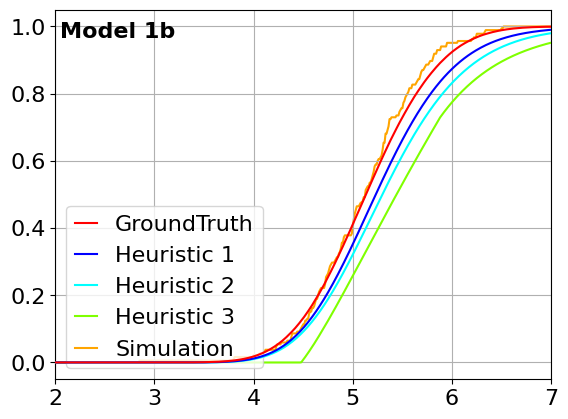 Model 1b
1.0
0.8
0.6
0.4
0.2
0.0
GroundTruth
Heuristic 1
Heuristic 2
Heuristic 3
Simulation
2 3 4 5 6 7